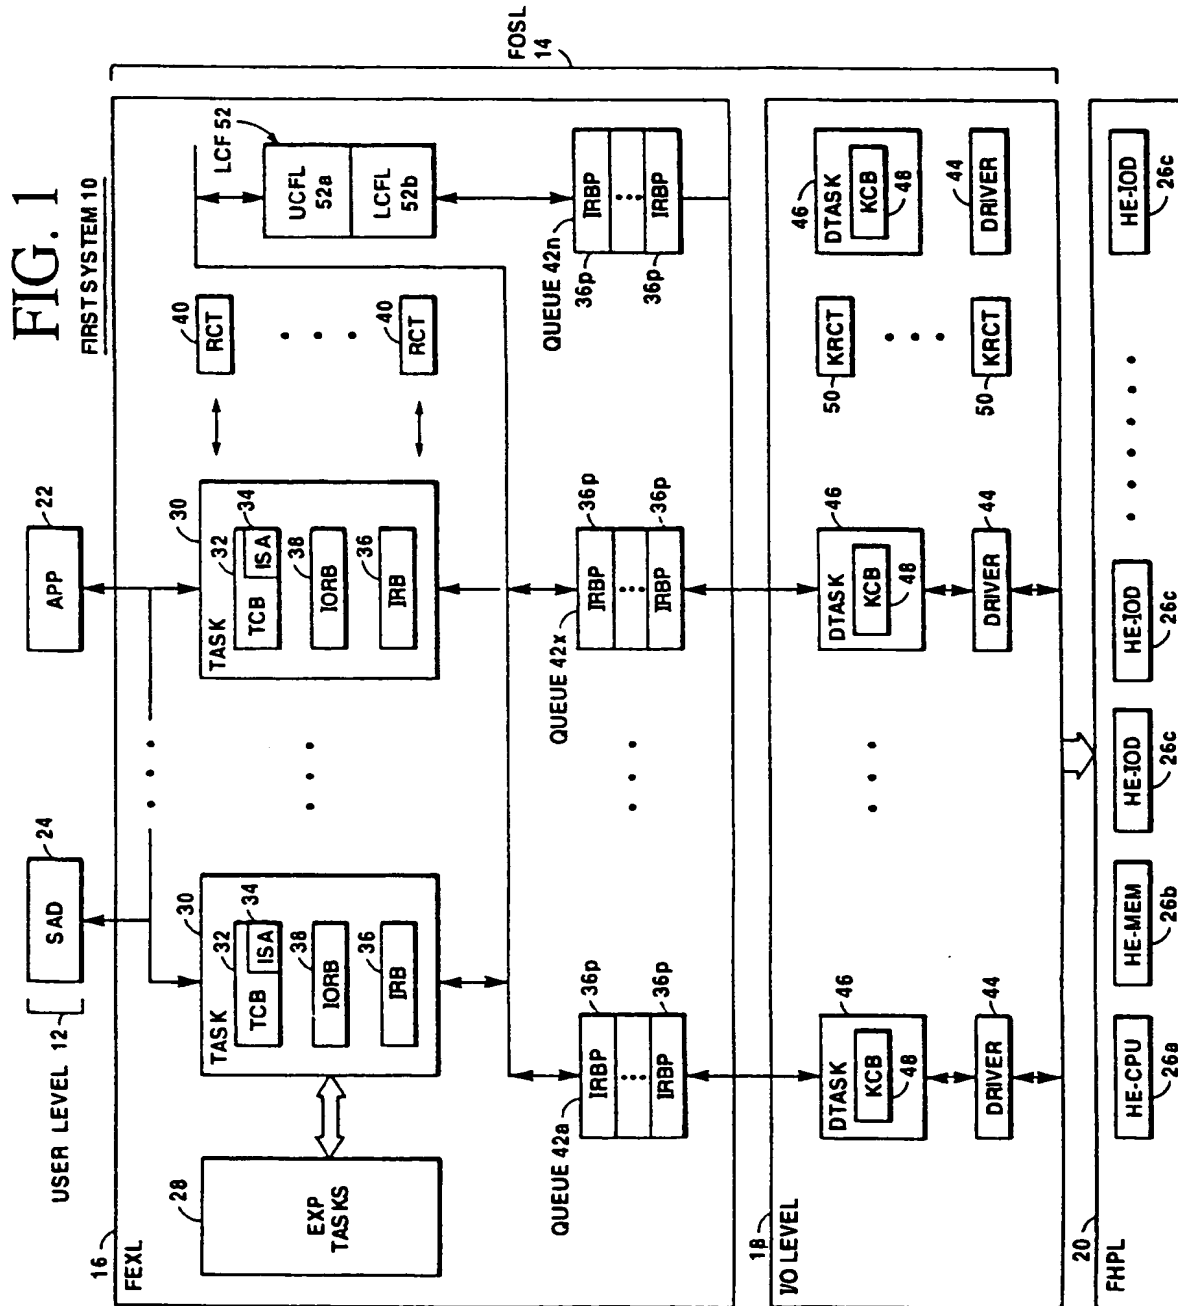 FIG. 1
FIRST SYSTEM 10
USER LEVEL 12
SAD
24
APP
22
FOSL
14
16
FEXL
28
EXP
TASKS
30
TASK
32
TCB
34
ISA
38
IORB
36
IRB
30
TASK
32
TCB
34
ISA
38
IORB
36
IRB
40
RCT
40
RCT
LCF 52
UCFL
52a
LCFL
52b
QUEUE 42a
IRBP
36p
IRBP
36p
QUEUE 42x
IRBP
36p
IRBP
36p
QUEUE 42n
IRBP
36p
IRBP
36p
18
I/O LEVEL
46
DTASK
KCB
48
44
DRIVER
46
DTASK
KCB
48
44
DRIVER
KRCT
50
KRCT
50
46
DTASK
KCB
48
44
DRIVER
20
FHPL
HE-CPU
26a
HE-MEM
26b
HE-IOD
26c
HE-IOD
26c
HE-IOD
26c